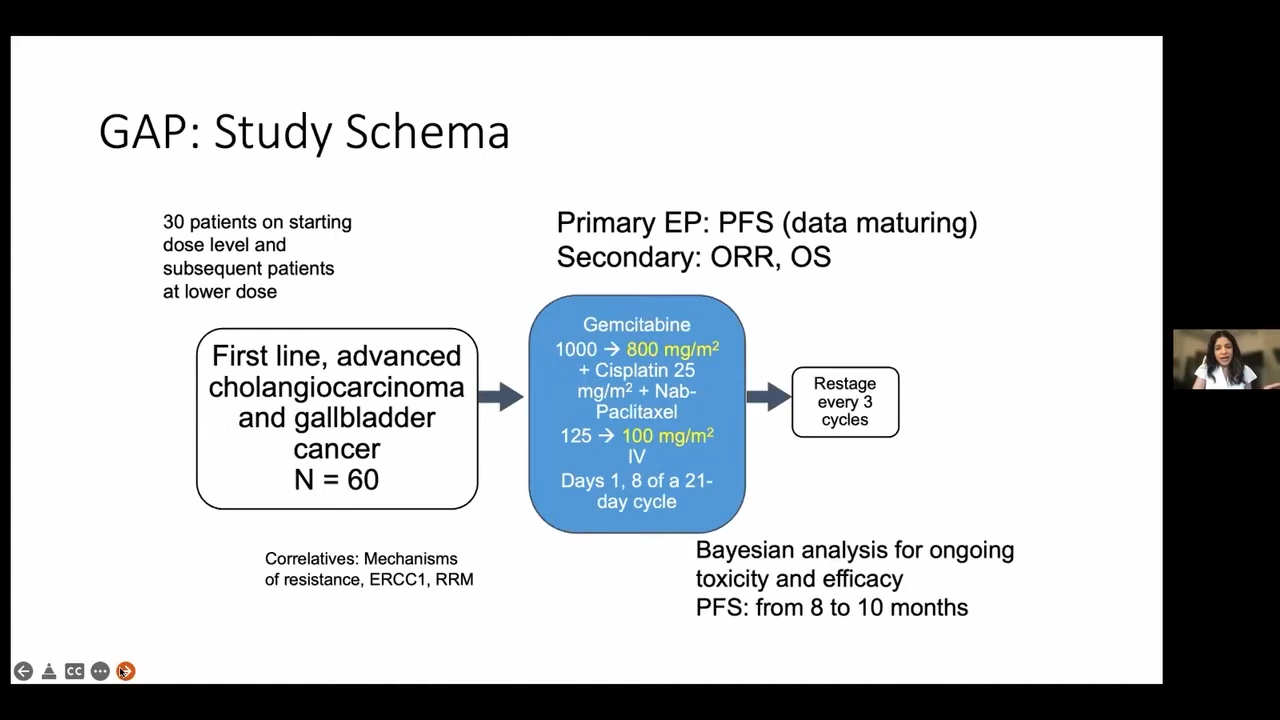 GAP: Study Schema
30 patients on starting
dose level and
subsequent patients
at lower dose
Primary EP: PFS (data maturing)
Secondary: ORR, OS
First line, advanced
cholangiocarcinoma
and gallbladder
cancer
N = 60
Gemcitabine
1000 → 800 mg/m²
+ Cisplatin 25
mg/m² + Nab-
Paclitaxel
125 → 100 mg/m²
IV
Days 1, 8 of a 21-
day cycle
Restage
every 3
cycles
Correlatives: Mechanisms
of resistance, ERCC1, RRM
Bayesian analysis for ongoing
toxicity and efficacy
PFS: from 8 to 10 months
CC